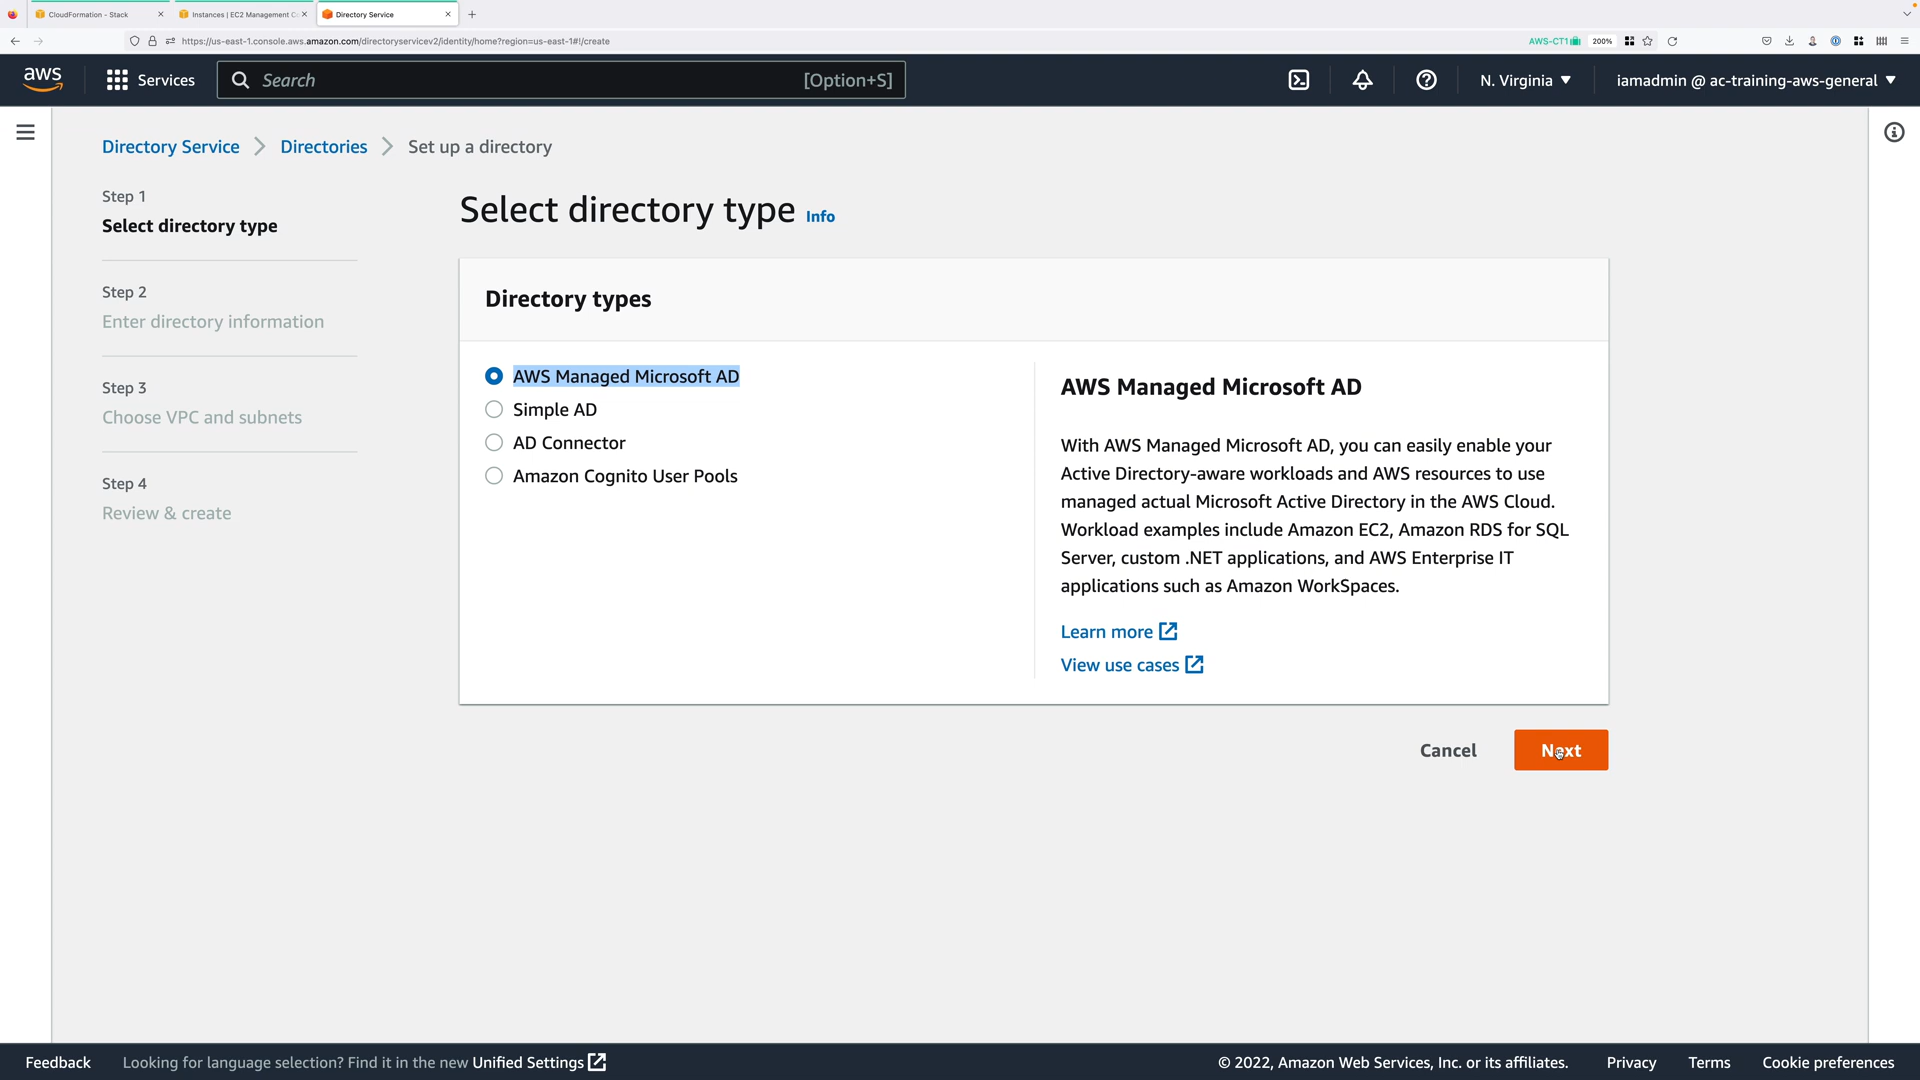 CloudFormation - Stack
Instances | EC2 Management Co
Directory Service
https://us-east-1.console.aws.amazon.com/directoryservicev2/identity/home?region=us-east-1#!/create
AWS-CT1
200%
aws
Services
Search
[Option+S]
N. Virginia
iamadmin @ ac-training-aws-general
Directory Service
Directories
Set up a directory
Step 1
Select directory type
Step 2
Enter directory information
Step 3
Choose VPC and subnets
Step 4
Review & create
Select directory type Info
Directory types
AWS Managed Microsoft AD
Simple AD
AD Connector
Amazon Cognito User Pools
AWS Managed Microsoft AD
With AWS Managed Microsoft AD, you can easily enable your
Active Directory-aware workloads and AWS resources to use
managed actual Microsoft Active Directory in the AWS Cloud.
Workload examples include Amazon EC2, Amazon RDS for SQL
Server, custom .NET applications, and AWS Enterprise IT
applications such as Amazon WorkSpaces.
Learn more
View use cases
Cancel
Next
Feedback
Looking for language selection? Find it in the new Unified Settings
© 2022, Amazon Web Services, Inc. or its affiliates.
Privacy
Terms
Cookie preferences